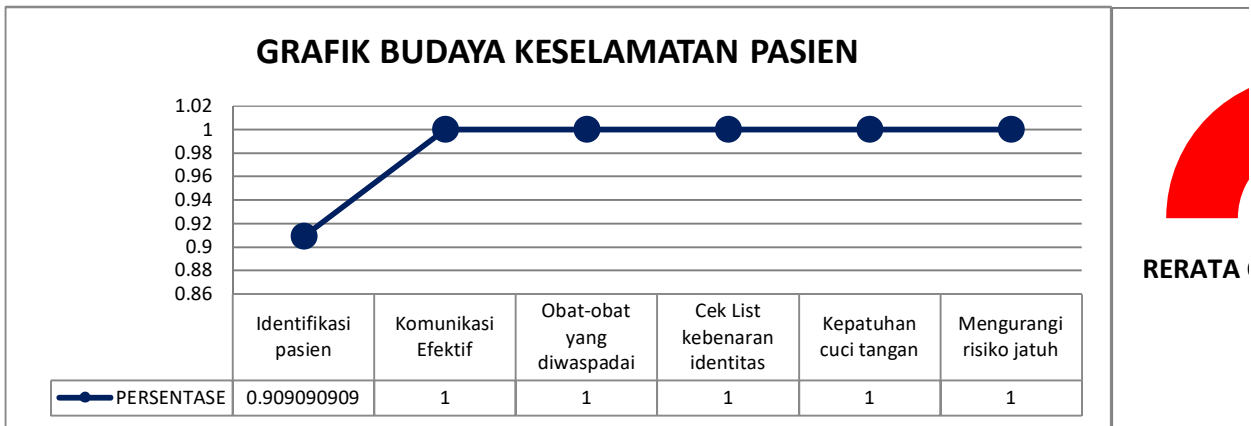 GRAFIK BUDAYA KESELAMATAN PASIEN
1.02
1
0.98
0.96
0.94
0.92
0.9
0.88
0.86
Identifikasi
pasien
Komunikasi
Efektif
Obat-obat
yang
diwaspadai
Cek List
kebenaran
identitas
Kepatuhan
cuci tangan
Mengurangi
risiko jatuh
PERSENTASE 0.909090909 1 1 1 1 1
RERATA